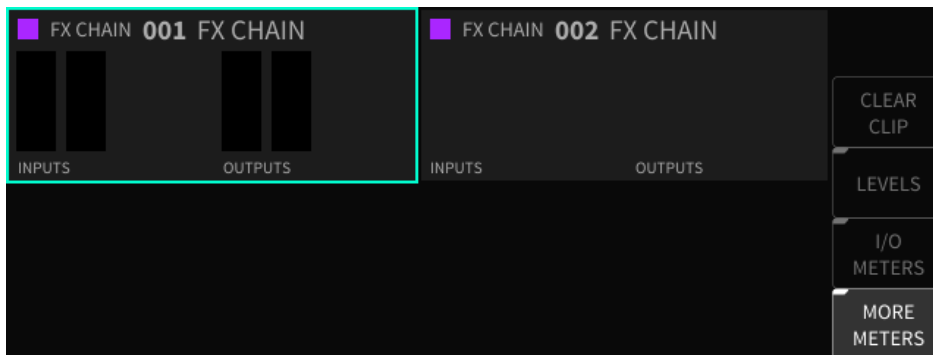 FX CHAIN 001 FX CHAIN
INPUTS OUTPUTS
FX CHAIN 002 FX CHAIN
INPUTS OUTPUTS
CLEAR
CLIP
LEVELS
I/O
METERS
MORE
METERS